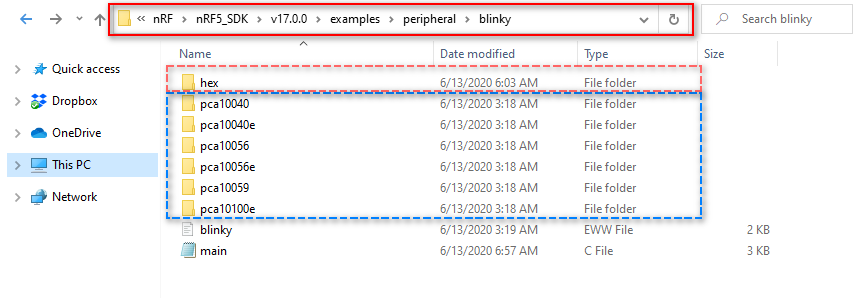 « nRF > nRF5_SDK > v17.0.0 > examples > peripheral > blinky
Search blinky
Name Date modified Type Size
Quick access
Dropbox
OneDrive
This PC
Network
hex 6/13/2020 6:03 AM File folder
pca10040 6/13/2020 3:18 AM File folder
pca10040e 6/13/2020 3:18 AM File folder
pca10056 6/13/2020 3:18 AM File folder
pca10056e 6/13/2020 3:18 AM File folder
pca10059 6/13/2020 3:18 AM File folder
pca10100e 6/13/2020 3:18 AM File folder
blinky 6/13/2020 3:19 AM EWW File 2 KB
main 6/13/2020 6:57 AM C File 3 KB